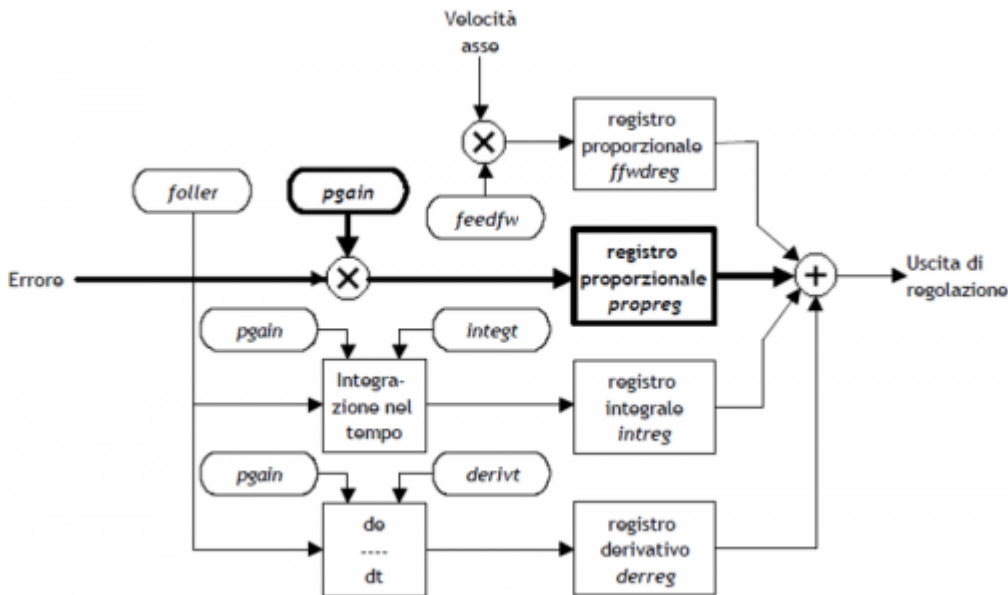 Velocità
asse
registro
proporzionale
ffwdreg
foller
pgain
feedfw
Errore
registro
proporzionale
propreg
Uscita di
regolazione
pgain
integt
Integra-
zione nel
tempo
registro
integrale
intreg
pgain
derivt
de
----
dt
registro
derivativo
derreg